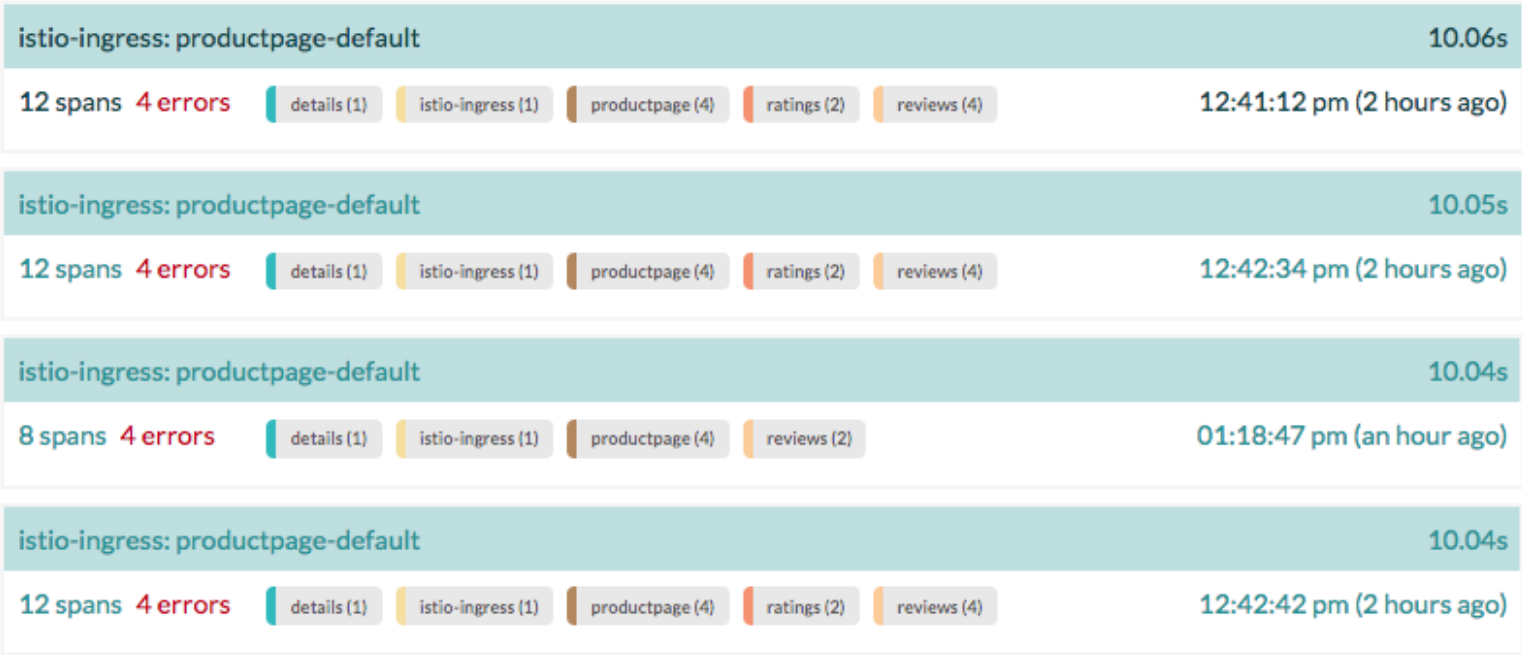 istio-ingress: productpage-default 10.06s
12 spans 4 errors details (1) istio-ingress (1) productpage (4) ratings (2) reviews (4) 12:41:12 pm (2 hours ago)
istio-ingress: productpage-default 10.05s
12 spans 4 errors details (1) istio-ingress (1) productpage (4) ratings (2) reviews (4) 12:42:34 pm (2 hours ago)
istio-ingress: productpage-default 10.04s
8 spans 4 errors details (1) istio-ingress (1) productpage (4) reviews (2) 01:18:47 pm (an hour ago)
istio-ingress: productpage-default 10.04s
12 spans 4 errors details (1) istio-ingress (1) productpage (4) ratings (2) reviews (4) 12:42:42 pm (2 hours ago)